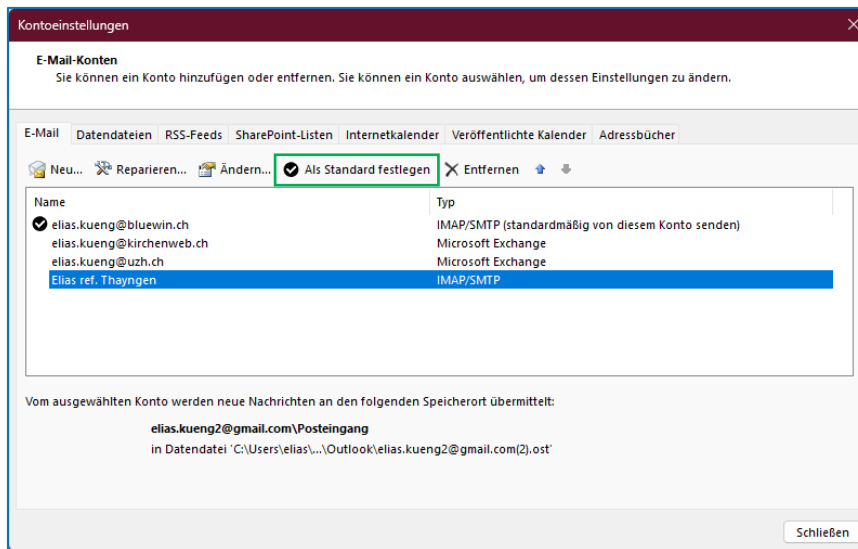 Kontoeinstellungen
E-Mail-Konten
Sie können ein Konto hinzufügen oder entfernen. Sie können ein Konto auswählen, um dessen Einstellungen zu ändern.
E-Mail Datendateien RSS-Feeds SharePoint-Listen Internetkalender Veröffentlichte Kalender Adressbücher
Neu... Reparieren... Ändern... Als Standard festlegen Entfernen
Name Typ
elias.kueng@bluewin.ch IMAP/SMTP (standardmäßig von diesem Konto senden)
elias.kueng@kirchenweb.ch Microsoft Exchange
elias.kueng@uzh.ch Microsoft Exchange
Elias ref. Thayngen IMAP/SMTP
Vom ausgewählten Konto werden neue Nachrichten an den folgenden Speicherort übermittelt:
elias.kueng2@gmail.com\Posteingang
in Datendatei 'C:\Users\elias\...\Outlook\elias.kueng2@gmail.com(2).ost'
Schließen